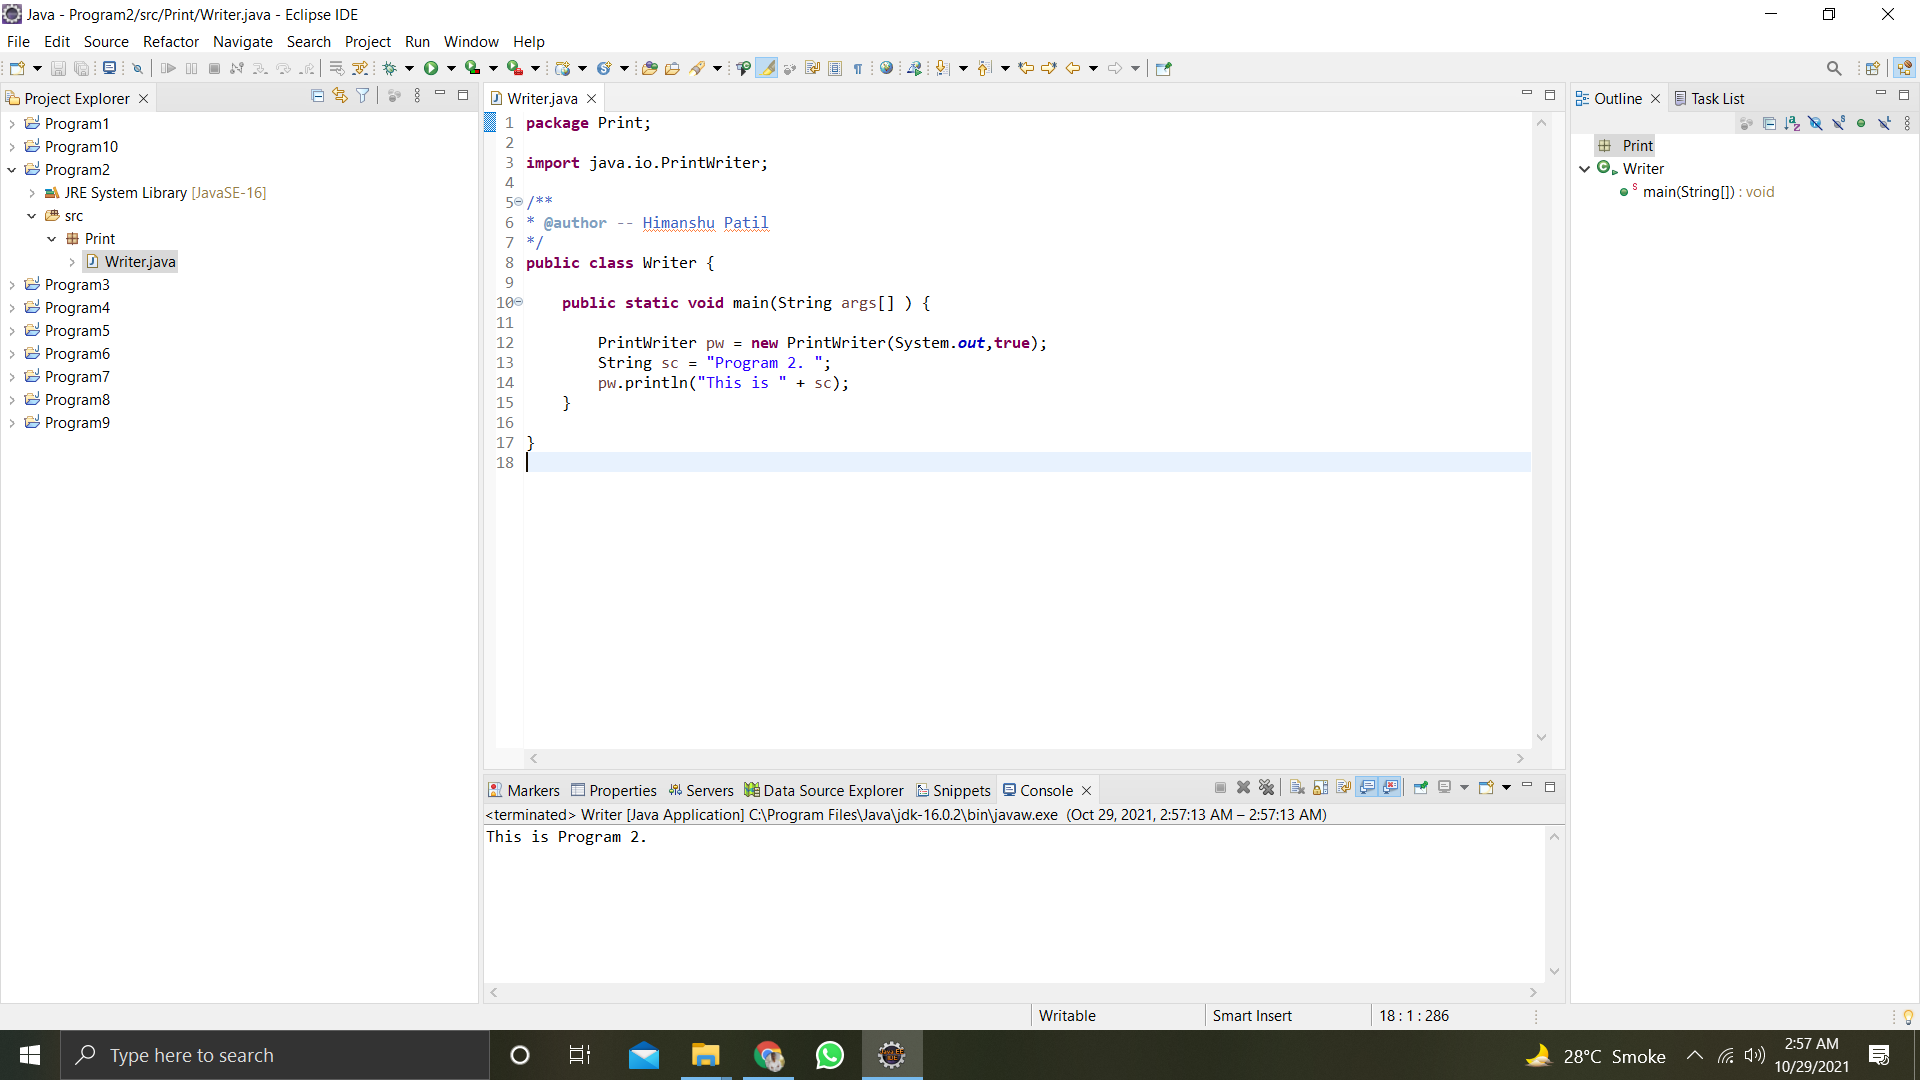 Java - Program2/src/Print/Writer.java - Eclipse IDE
File Edit Source Refactor Navigate Search Project Run Window Help
Project Explorer
Program1
Program10
Program2
JRE System Library [JavaSE-16]
src
Print
Writer.java
Program3
Program4
Program5
Program6
Program7
Program8
Program9
Writer.java
1 package Print;
2
3 import java.io.PrintWriter;
4
5 /**
6 * @author -- Himanshu Patil
7 */
8 public class Writer {
9
10 public static void main(String args[] ) {
11
12 PrintWriter pw = new PrintWriter(System.out,true);
13 String sc = "Program 2. ";
14 pw.println("This is " + sc);
15 }
16
17 }
18
Outline Task List
Print
Writer
main(String[]) : void
Markers Properties Servers Data Source Explorer Snippets Console
<terminated> Writer [Java Application] C:\Program Files\Java\jdk-16.0.2\bin\javaw.exe (Oct 29, 2021, 2:57:13 AM – 2:57:13 AM)
This is Program 2.
Writable Smart Insert 18 : 1 : 286
Type here to search
28°C Smoke
2:57 AM
10/29/2021